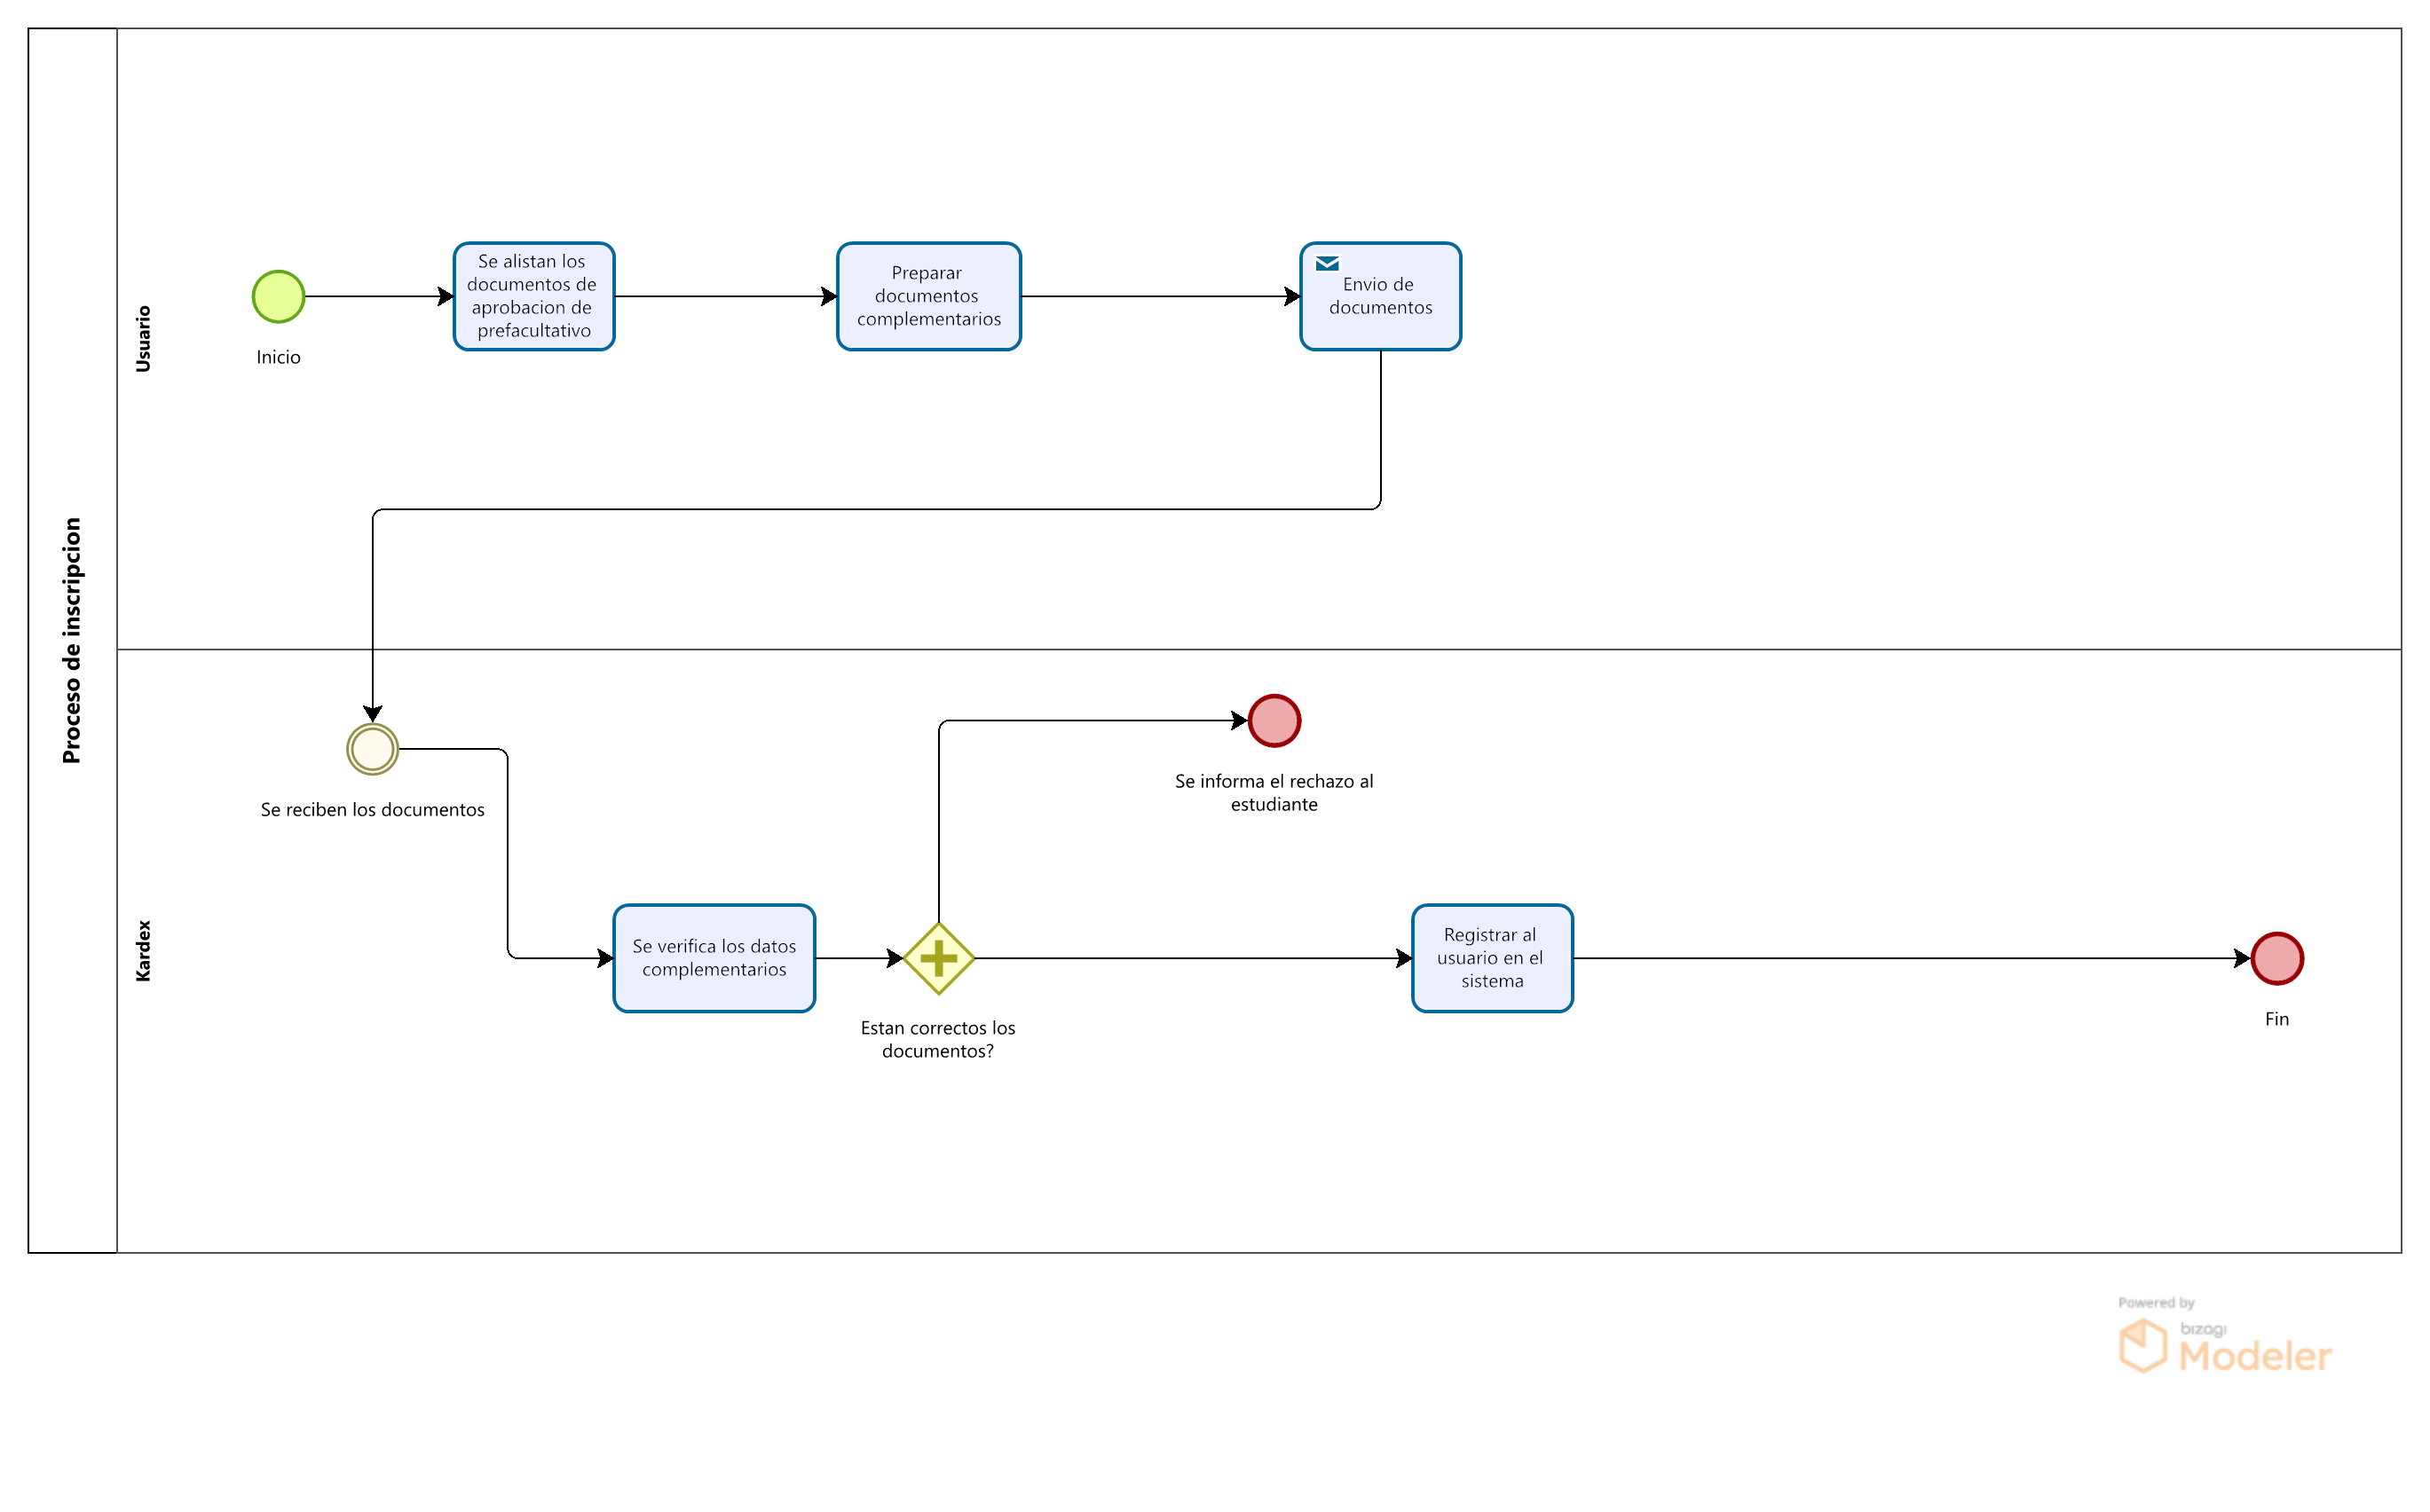 Proceso de inscripcion
Usuario
Inicio
Se alistan los
documentos de
aprobacion de
prefacultativo
Preparar
documentos
complementarios
Envio de
documentos
Kardex
Se reciben los documentos
Se informa el rechazo al
estudiante
Se verifica los datos
complementarios
Estan correctos los
documentos?
Registrar al
usuario en el
sistema
Fin
Powered by
bizagi
Modeler